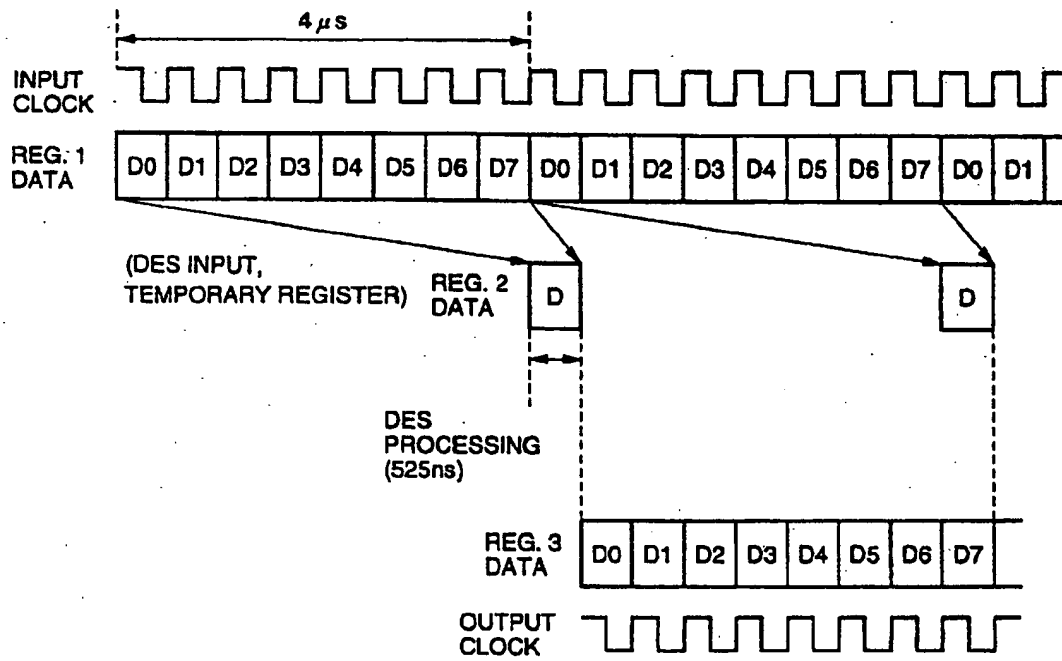 4 μs
INPUT
CLOCK
REG. 1
DATA
D0 D1 D2 D3 D4 D5 D6 D7 D0 D1 D2 D3 D4 D5 D6 D7 D0 D1
(DES INPUT,
TEMPORARY REGISTER)
REG. 2
DATA
D
D
DES
PROCESSING
(525ns)
REG. 3
DATA
D0 D1 D2 D3 D4 D5 D6 D7
OUTPUT
CLOCK